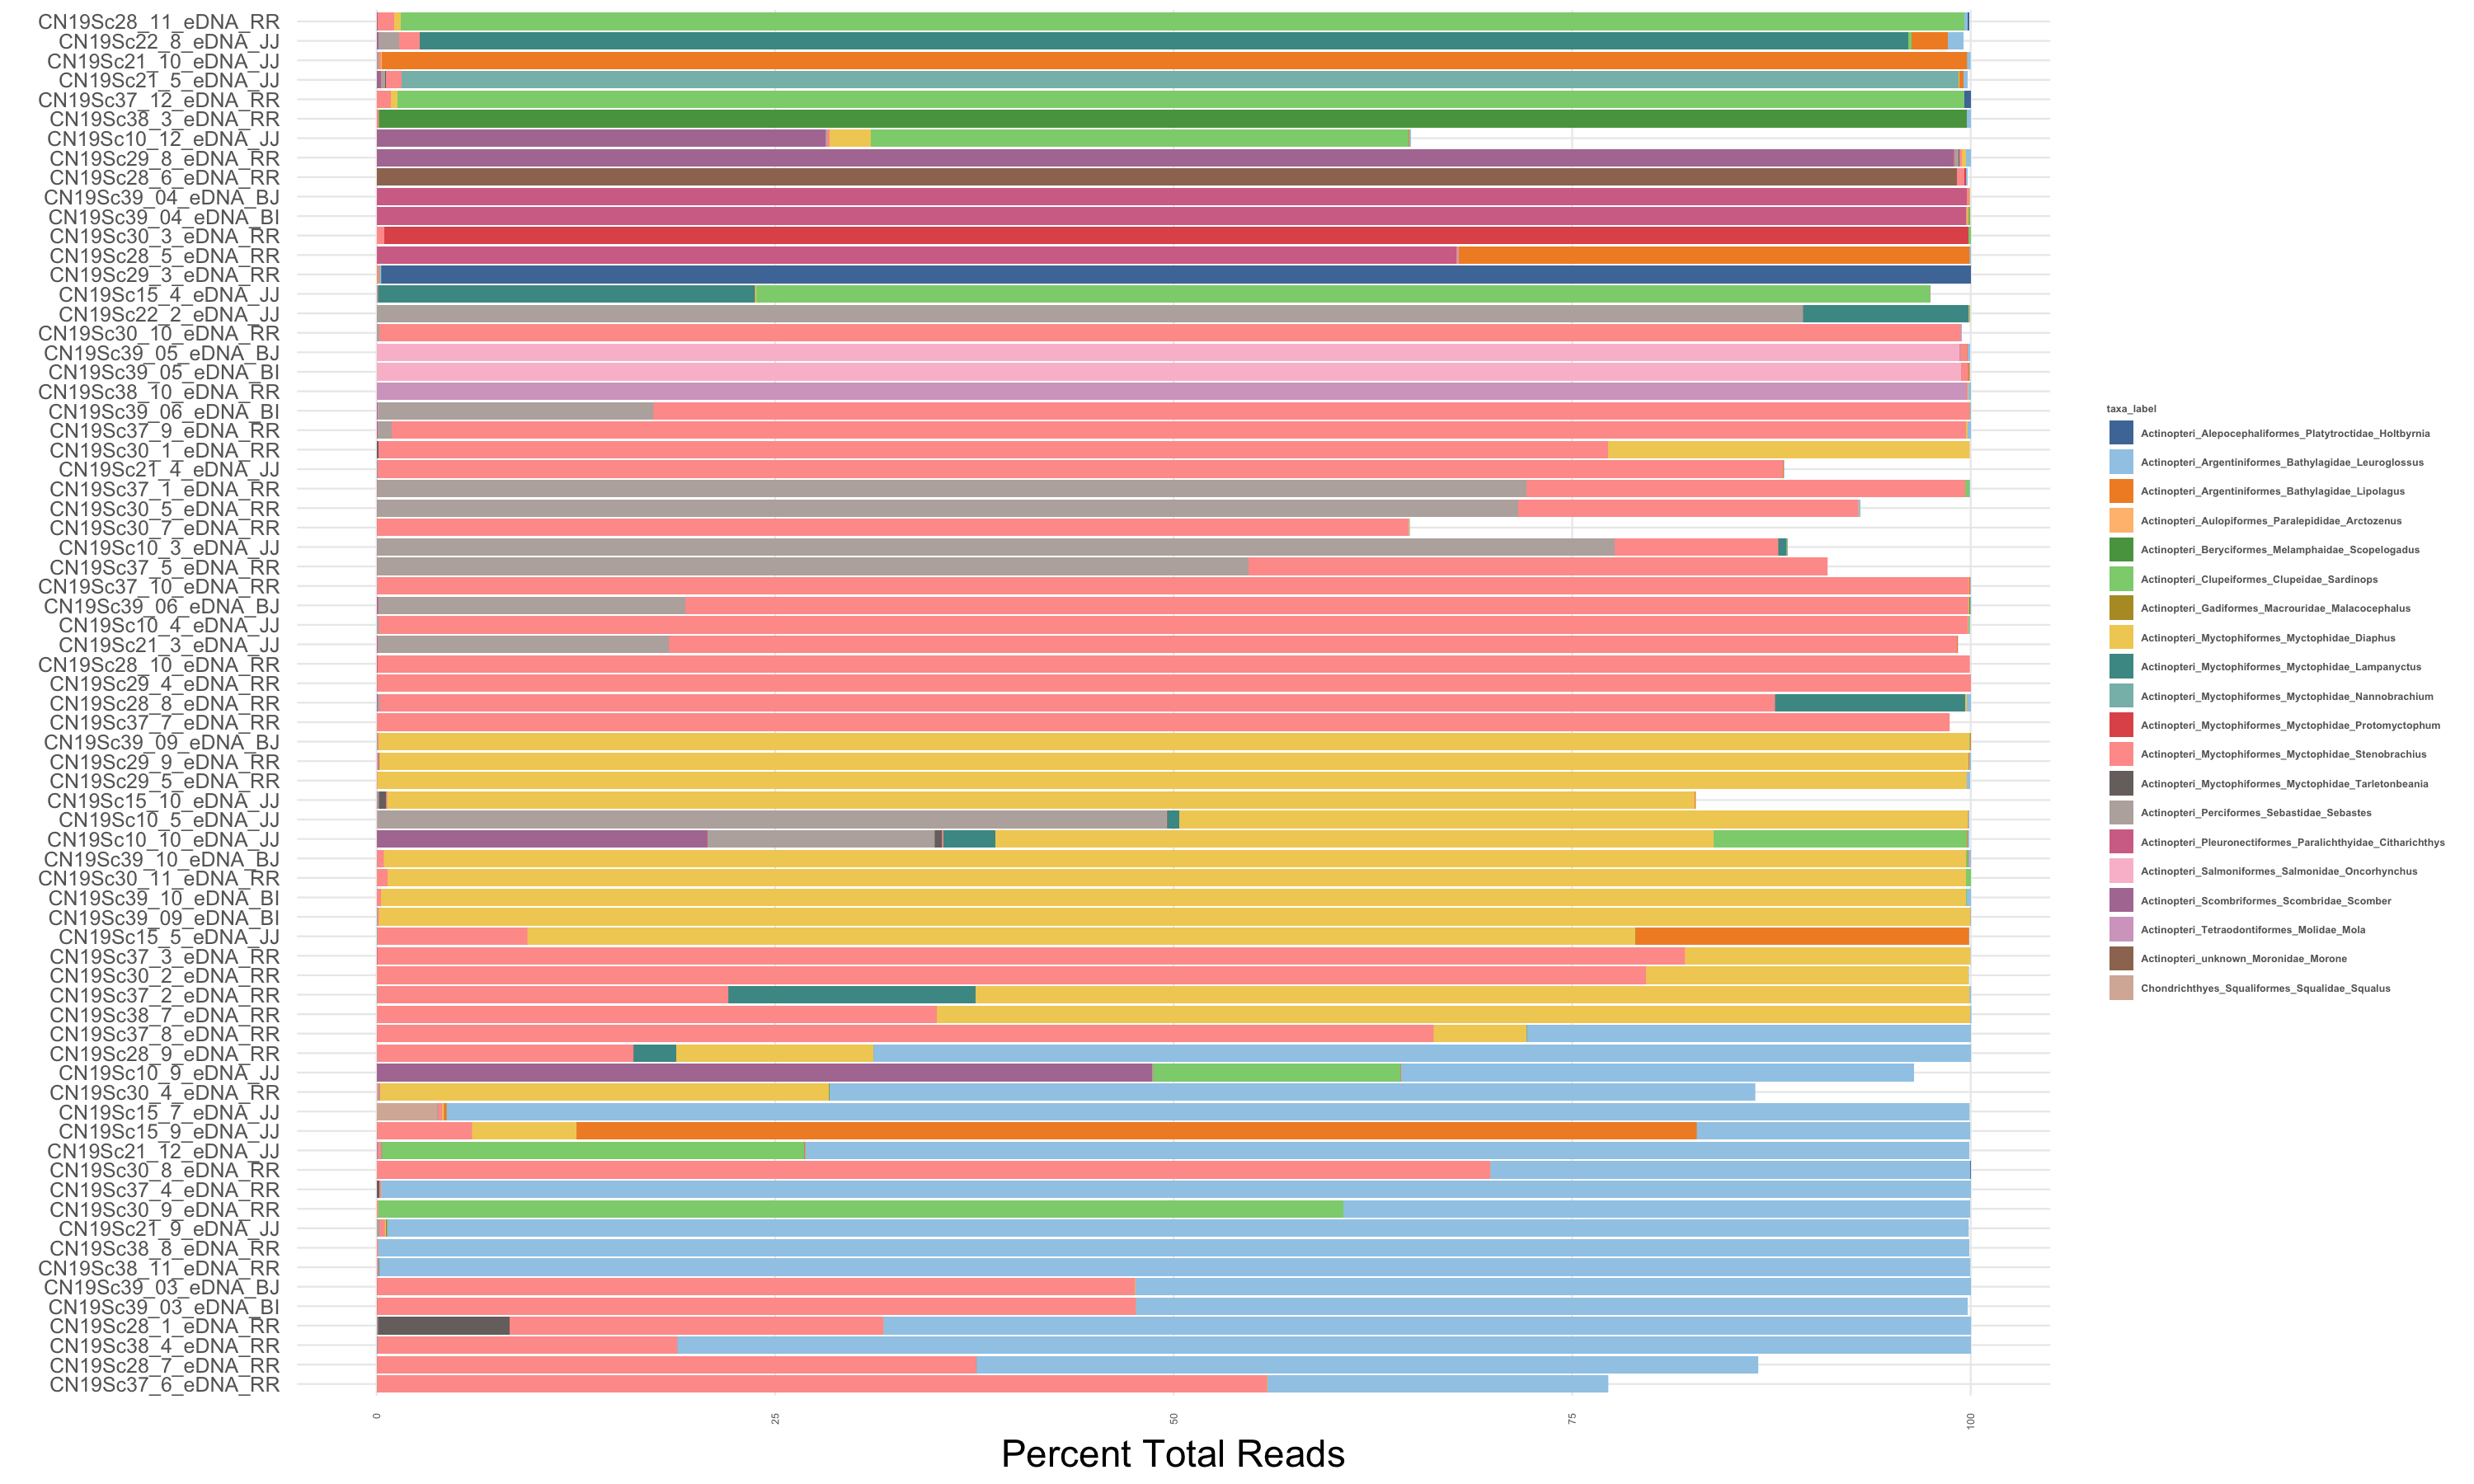 CN19Sc28_11_eDNA_RR
CN19Sc22_8_eDNA_JJ
CN19Sc21_10_eDNA_JJ
CN19Sc21_5_eDNA_JJ
CN19Sc37_12_eDNA_RR
CN19Sc38_3_eDNA_RR
CN19Sc10_12_eDNA_JJ
CN19Sc29_8_eDNA_RR
CN19Sc28_6_eDNA_RR
CN19Sc39_04_eDNA_BJ
CN19Sc39_04_eDNA_BI
CN19Sc30_3_eDNA_RR
CN19Sc28_5_eDNA_RR
CN19Sc29_3_eDNA_RR
CN19Sc15_4_eDNA_JJ
CN19Sc22_2_eDNA_JJ
CN19Sc30_10_eDNA_RR
CN19Sc39_05_eDNA_BJ
CN19Sc39_05_eDNA_BI
CN19Sc38_10_eDNA_RR
CN19Sc39_06_eDNA_BI
CN19Sc37_9_eDNA_RR
CN19Sc30_1_eDNA_RR
CN19Sc21_4_eDNA_JJ
CN19Sc37_1_eDNA_RR
CN19Sc30_5_eDNA_RR
CN19Sc30_7_eDNA_RR
CN19Sc10_3_eDNA_JJ
CN19Sc37_5_eDNA_RR
CN19Sc37_10_eDNA_RR
CN19Sc39_06_eDNA_BJ
CN19Sc10_4_eDNA_JJ
CN19Sc21_3_eDNA_JJ
CN19Sc28_10_eDNA_RR
CN19Sc29_4_eDNA_RR
CN19Sc28_8_eDNA_RR
CN19Sc37_7_eDNA_RR
CN19Sc39_09_eDNA_BJ
CN19Sc29_9_eDNA_RR
CN19Sc29_5_eDNA_RR
CN19Sc15_10_eDNA_JJ
CN19Sc10_5_eDNA_JJ
CN19Sc10_10_eDNA_JJ
CN19Sc39_10_eDNA_BJ
CN19Sc30_11_eDNA_RR
CN19Sc39_10_eDNA_BI
CN19Sc39_09_eDNA_BI
CN19Sc15_5_eDNA_JJ
CN19Sc37_3_eDNA_RR
CN19Sc30_2_eDNA_RR
CN19Sc37_2_eDNA_RR
CN19Sc38_7_eDNA_RR
CN19Sc37_8_eDNA_RR
CN19Sc28_9_eDNA_RR
CN19Sc10_9_eDNA_JJ
CN19Sc30_4_eDNA_RR
CN19Sc15_7_eDNA_JJ
CN19Sc15_9_eDNA_JJ
CN19Sc21_12_eDNA_JJ
CN19Sc30_8_eDNA_RR
CN19Sc37_4_eDNA_RR
CN19Sc30_9_eDNA_RR
CN19Sc21_9_eDNA_JJ
CN19Sc38_8_eDNA_RR
CN19Sc38_11_eDNA_RR
CN19Sc39_03_eDNA_BJ
CN19Sc39_03_eDNA_BI
CN19Sc28_1_eDNA_RR
CN19Sc38_4_eDNA_RR
CN19Sc28_7_eDNA_RR
CN19Sc37_6_eDNA_RR
0 25 50 75 100
Percent Total Reads
taxa_label
Actinopteri_Alepocephaliformes_Platytroctidae_Holtbyrnia
Actinopteri_Argentiniformes_Bathylagidae_Leuroglossus
Actinopteri_Argentiniformes_Bathylagidae_Lipolagus
Actinopteri_Aulopiformes_Paralepididae_Arctozenus
Actinopteri_Beryciformes_Melamphaidae_Scopelogadus
Actinopteri_Clupeiformes_Clupeidae_Sardinops
Actinopteri_Gadiformes_Macrouridae_Malacocephalus
Actinopteri_Myctophiformes_Myctophidae_Diaphus
Actinopteri_Myctophiformes_Myctophidae_Lampanyctus
Actinopteri_Myctophiformes_Myctophidae_Nannobrachium
Actinopteri_Myctophiformes_Myctophidae_Protomyctophum
Actinopteri_Myctophiformes_Myctophidae_Stenobrachius
Actinopteri_Myctophiformes_Myctophidae_Tarletonbeania
Actinopteri_Perciformes_Sebastidae_Sebastes
Actinopteri_Pleuronectiformes_Paralichthyidae_Citharichthys
Actinopteri_Salmoniformes_Salmonidae_Oncorhynchus
Actinopteri_Scombriformes_Scombridae_Scomber
Actinopteri_Tetraodontiformes_Molidae_Mola
Actinopteri_unknown_Moronidae_Morone
Chondrichthyes_Squaliformes_Squalidae_Squalus